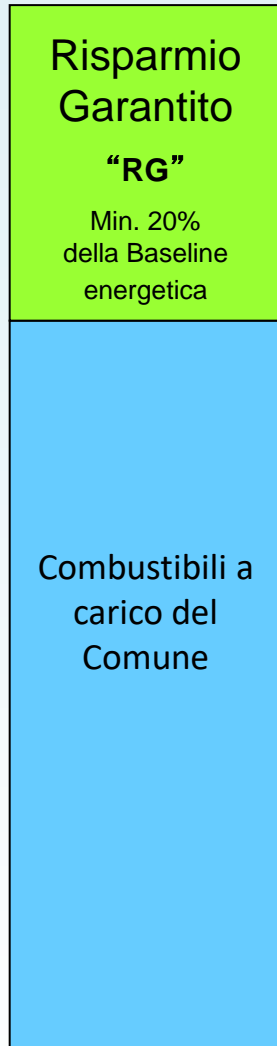 Risparmio
Garantito
“RG”
Min. 20%
della Baseline
energetica
Combustibili a
carico del
Comune